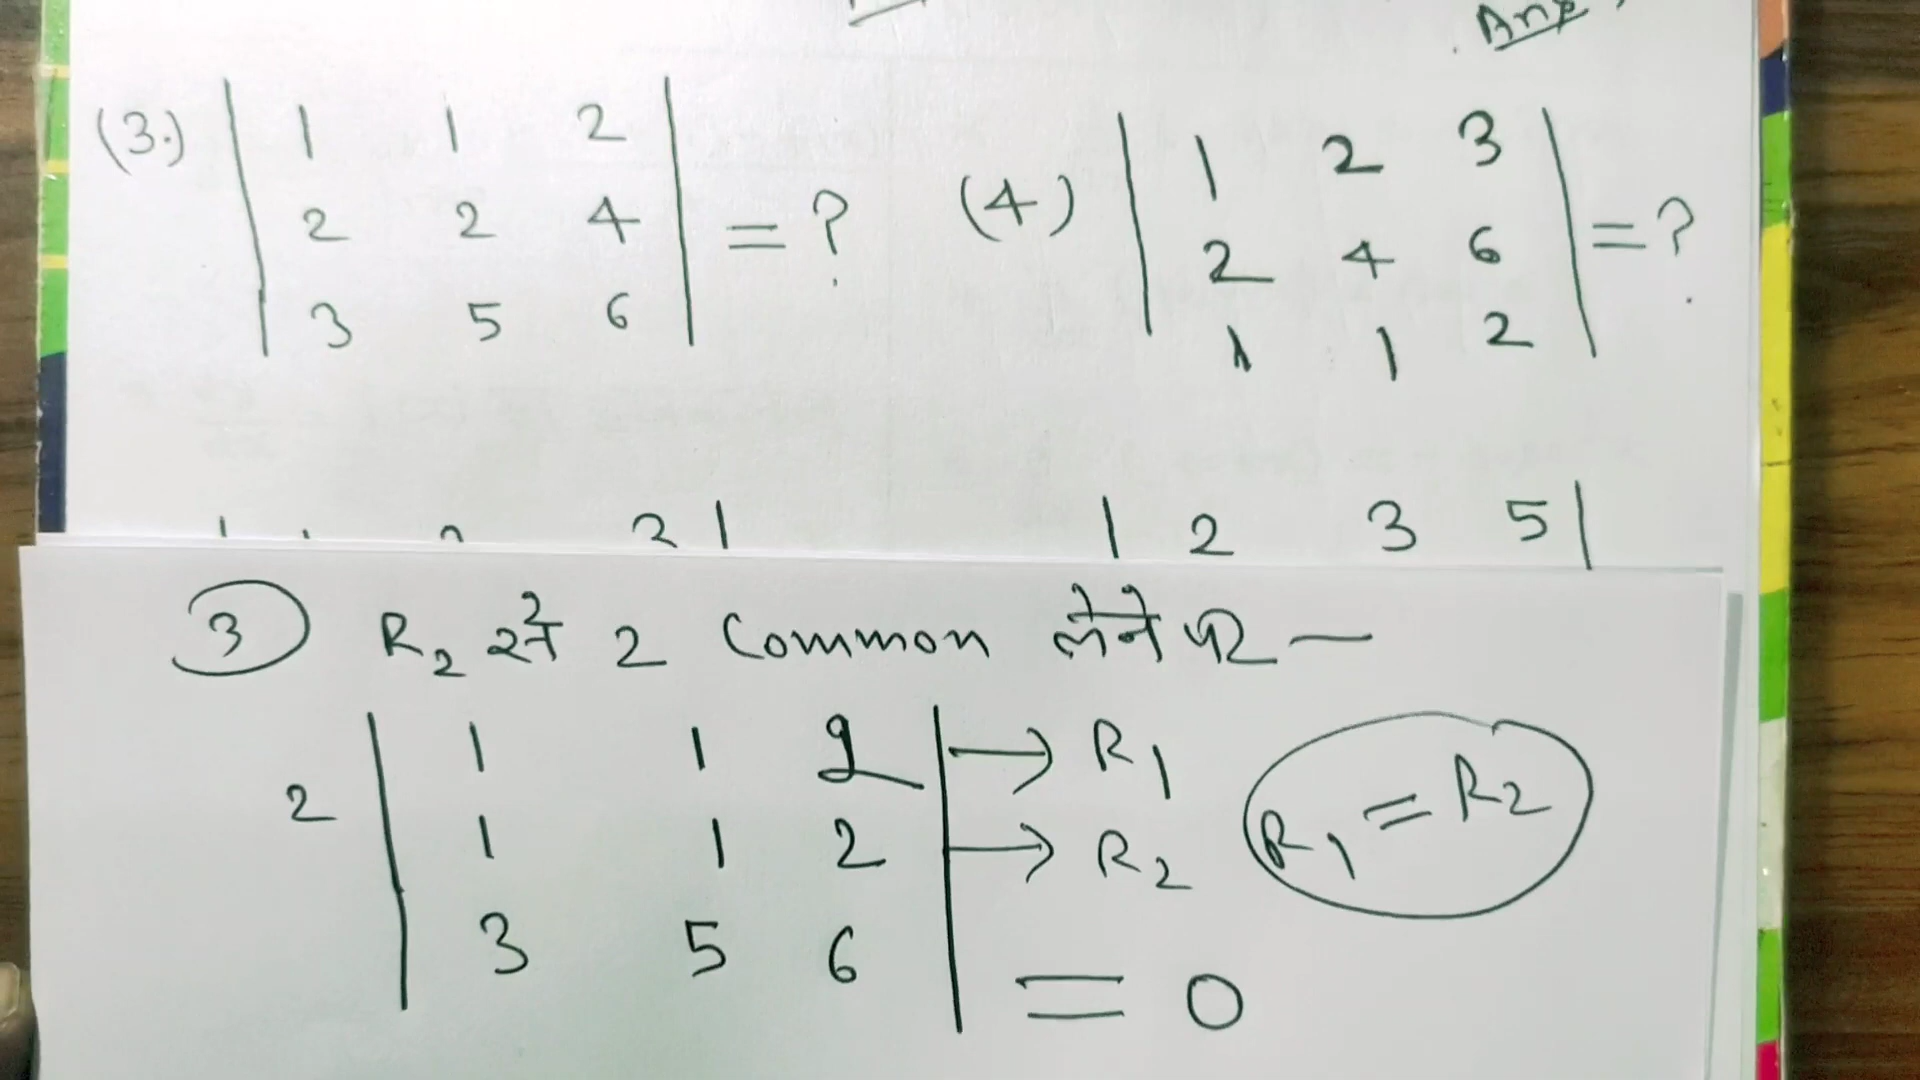 Ans
(3.) | 1 1 2 |
| 2 2 4 | = ?
| 3 5 6 |
(4) | 1 2 3 |
| 2 4 6 | = ?
| 1 1 2 |
| 2 3 5 |
3 R2 से 2 Common लेने पर —
2 | 1 1 2 | → R1
| 1 1 2 | → R2
| 3 5 6 | = 0
R1 = R2